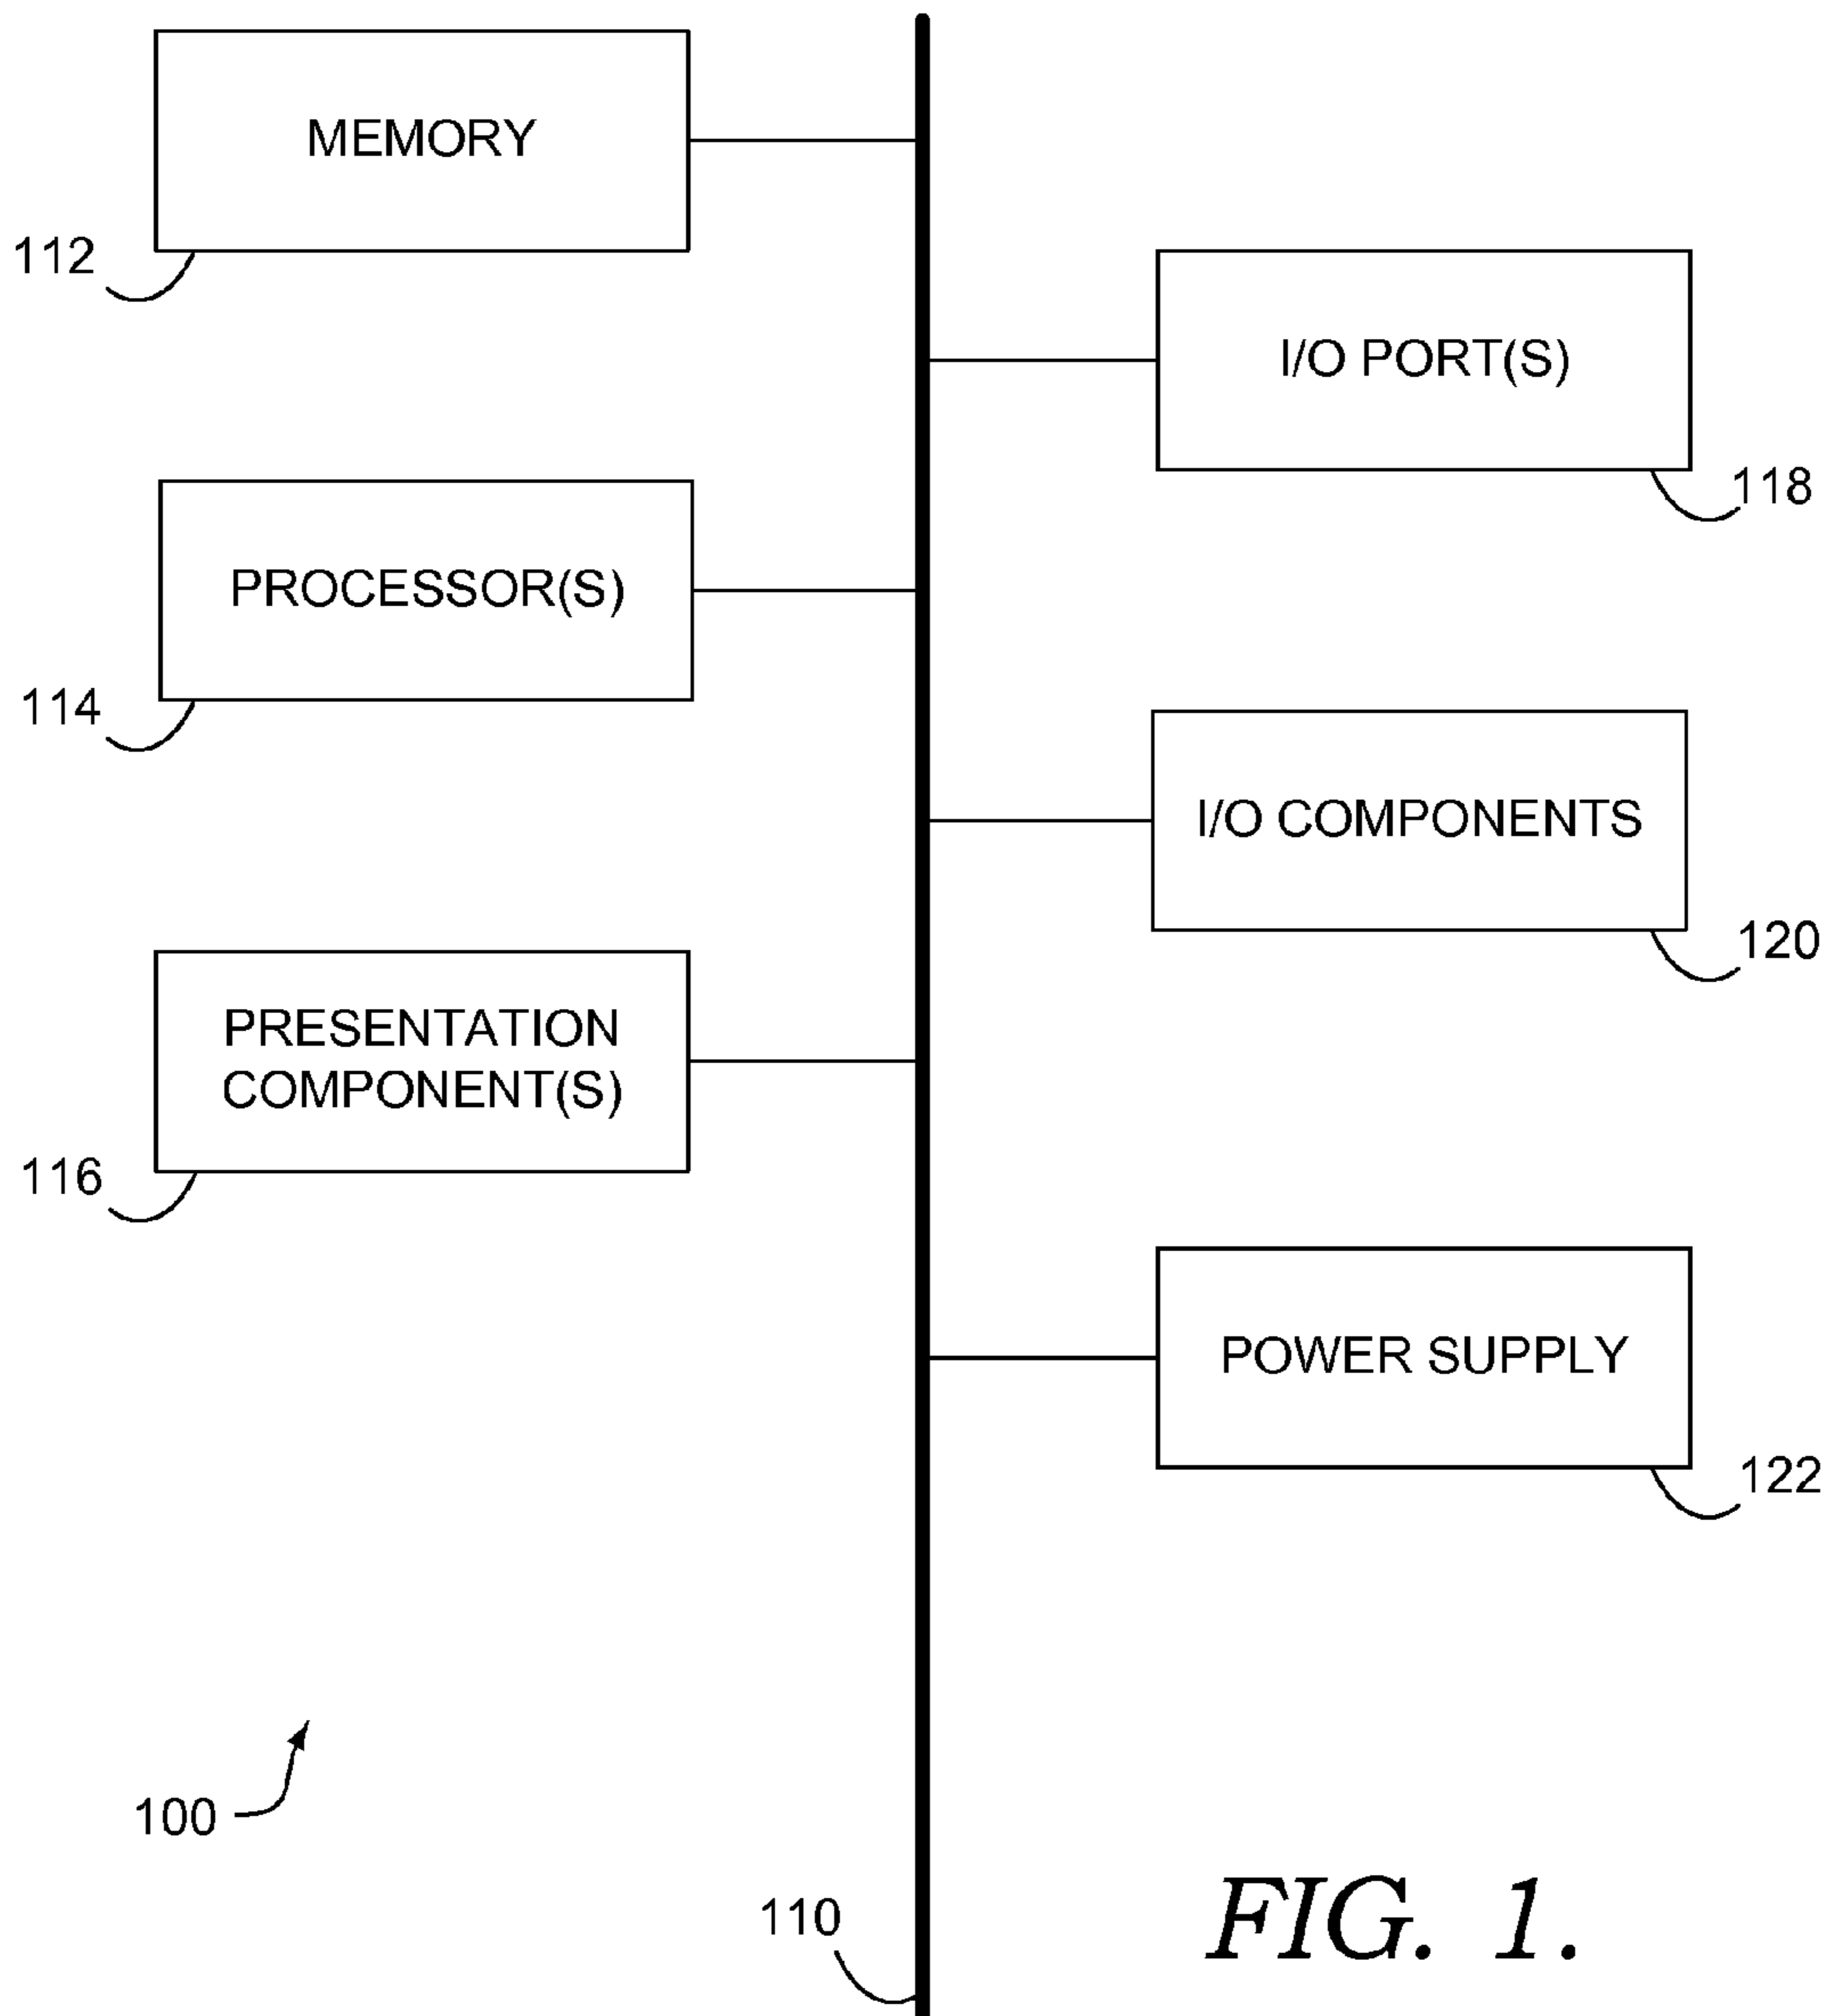 MEMORY
112
I/O PORT(S)
118
PROCESSOR(S)
114
I/O COMPONENTS
120
PRESENTATION
COMPONENT(S)
116
POWER SUPPLY
122
100
110
FIG. 1.